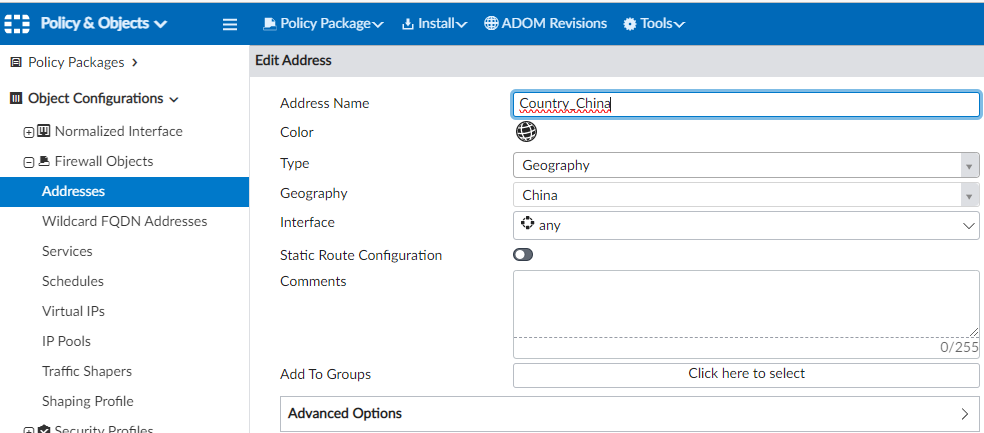 Policy & Objects
Policy Package
Install
ADOM Revisions
Tools
Policy Packages
Object Configurations
Normalized Interface
Firewall Objects
Addresses
Wildcard FQDN Addresses
Services
Schedules
Virtual IPs
IP Pools
Traffic Shapers
Shaping Profile
Security Profiles
Edit Address
Address Name Country_China
Color
Type Geography
Geography China
Interface any
Static Route Configuration
Comments
0/255
Add To Groups Click here to select
Advanced Options